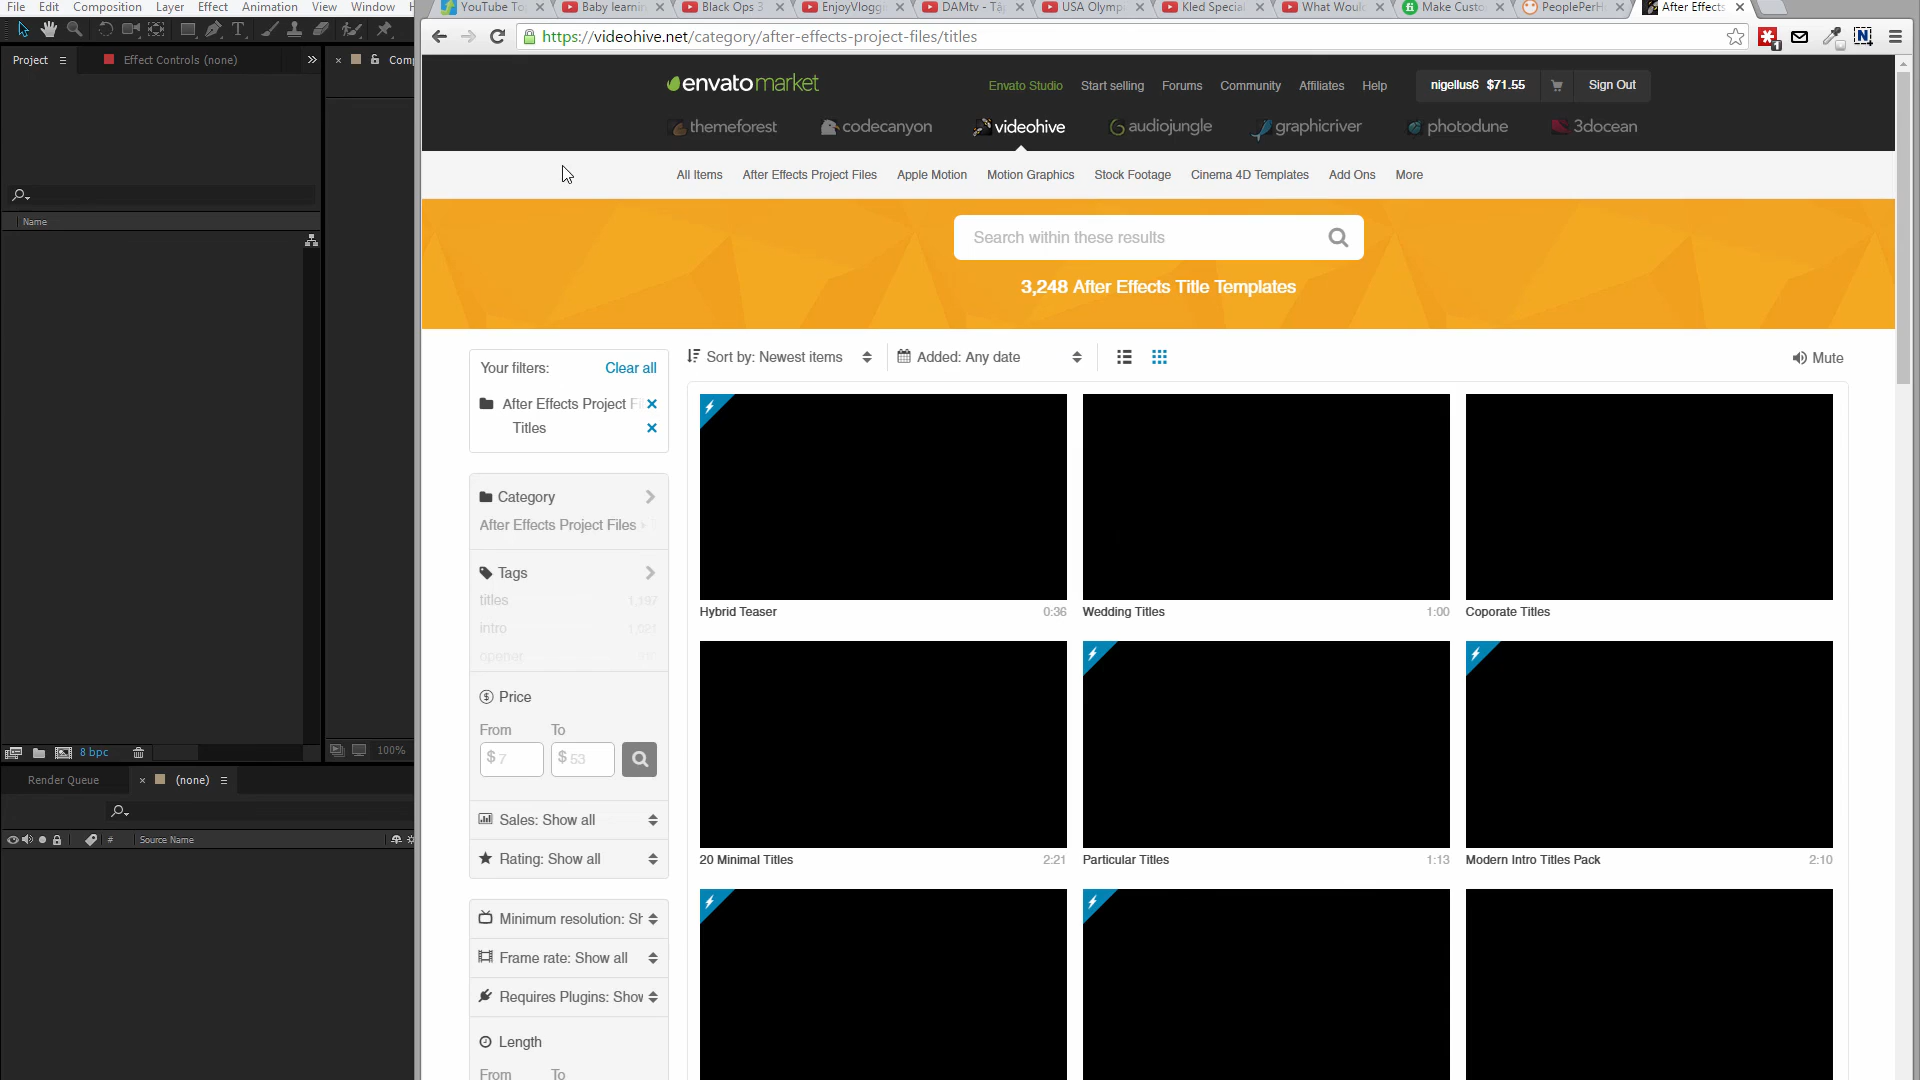 File Edit Composition Layer Effect Animation View Window
YouTube To
Baby learnin
Black Ops 3
EnjoyVloggi
DAMtv - Tả
USA Olymp
Kled Special
What Would
Make Custo
PeoplePerH
After Effects
https://videohive.net/category/after-effects-project-files/titles
Project
Effect Controls (none)
Comp
Name
8 bpc
100%
Render Queue
(none)
# Source Name
envatomarket
Envato Studio Start selling Forums Community Affiliates Help
nigellus6 $71.55
Sign Out
themeforest codecanyon videohive audiojungle graphicriver photodune 3docean
All Items After Effects Project Files Apple Motion Motion Graphics Stock Footage Cinema 4D Templates Add Ons More
Search within these results
3,248 After Effects Title Templates
Your filters: Clear all
After Effects Project Fi
Titles
Category
After Effects Project Files
Tags
titles 1,197
intro 1,021
opener
Price
From To
$ 7 $ 53
Sales: Show all
Rating: Show all
Minimum resolution: Sh
Frame rate: Show all
Requires Plugins: Show
Length
From To
Sort by: Newest items
Added: Any date
Mute
Hybrid Teaser 0:36
Wedding Titles 1:00
Coporate Titles
20 Minimal Titles 2:21
Particular Titles 1:13
Modern Intro Titles Pack 2:10